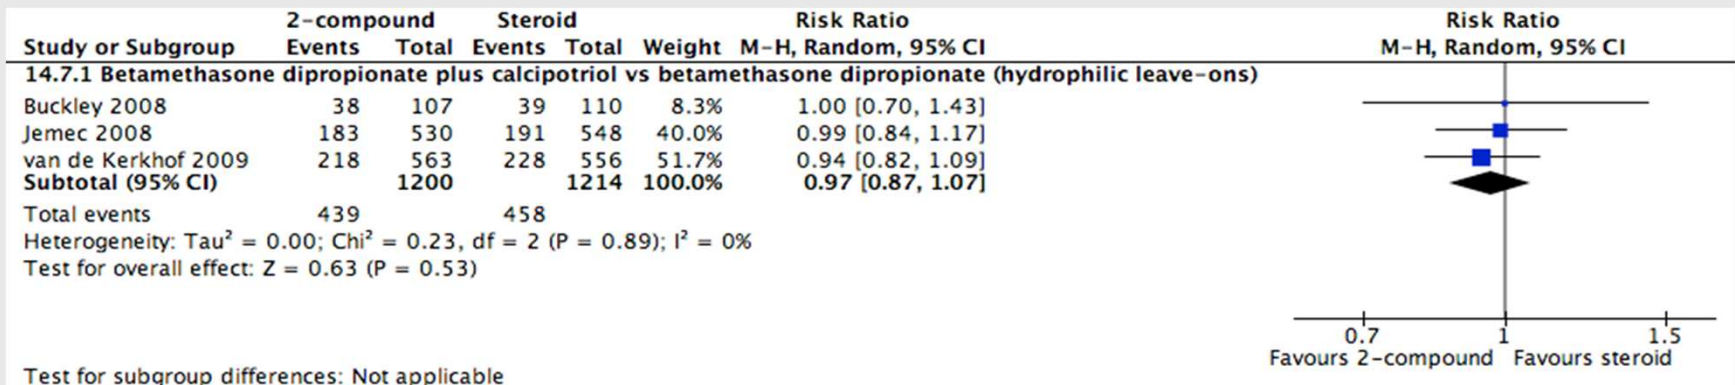 2-compound Steroid Risk Ratio Risk Ratio
Study or Subgroup Events Total Events Total Weight M-H, Random, 95% CI M-H, Random, 95% CI
14.7.1 Betamethasone dipropionate plus calcipotriol vs betamethasone dipropionate (hydrophilic leave-ons)
Buckley 2008 38 107 39 110 8.3% 1.00 [0.70, 1.43]
Jemec 2008 183 530 191 548 40.0% 0.99 [0.84, 1.17]
van de Kerkhof 2009 218 563 228 556 51.7% 0.94 [0.82, 1.09]
Subtotal (95% CI) 1200 1214 100.0% 0.97 [0.87, 1.07]
Total events 439 458
Heterogeneity: Tau² = 0.00; Chi² = 0.23, df = 2 (P = 0.89); I² = 0%
Test for overall effect: Z = 0.63 (P = 0.53)
0.7 1 1.5
Favours 2-compound Favours steroid
Test for subgroup differences: Not applicable